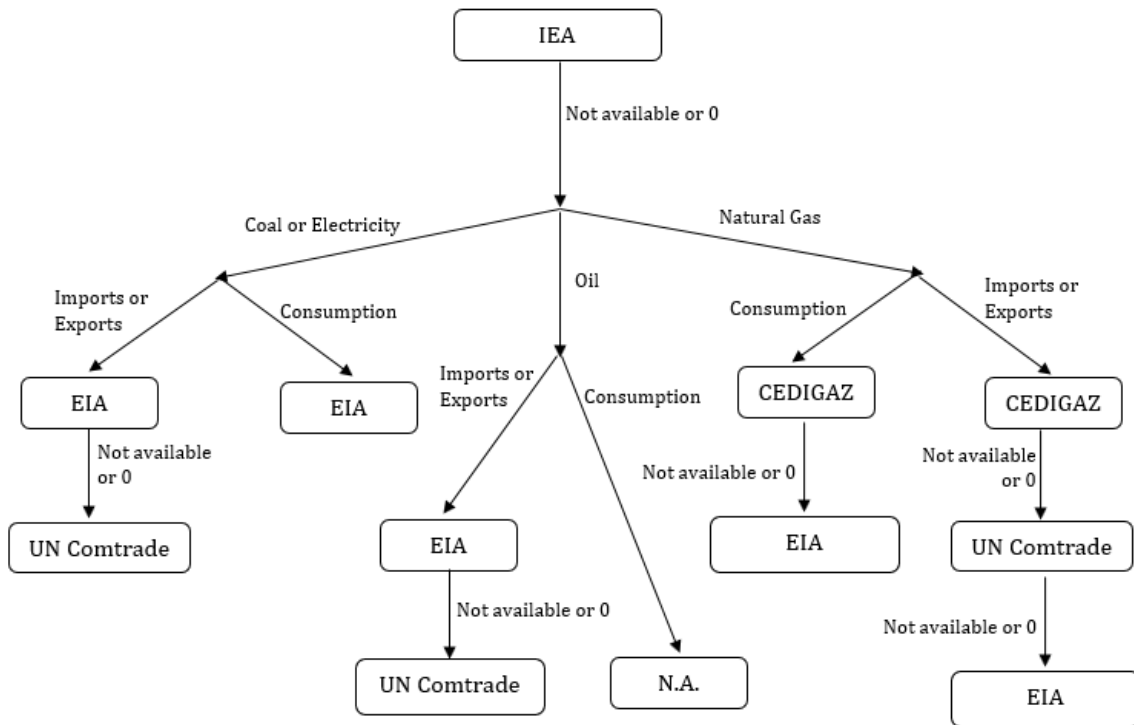 IEA
Not available or 0
Natural Gas
Coal or Electricity
Oil
Imports or
Exports
Consumption
Consumption
Imports or
Exports
Imports or
Exports
Consumption
EIA
EIA
CEDIGAZ
CEDIGAZ
Not available
or 0
Not available or 0
Not available
or 0
UN Comtrade
EIA
EIA
UN Comtrade
Not available or 0
Not available or 0
UN Comtrade
N.A.
EIA